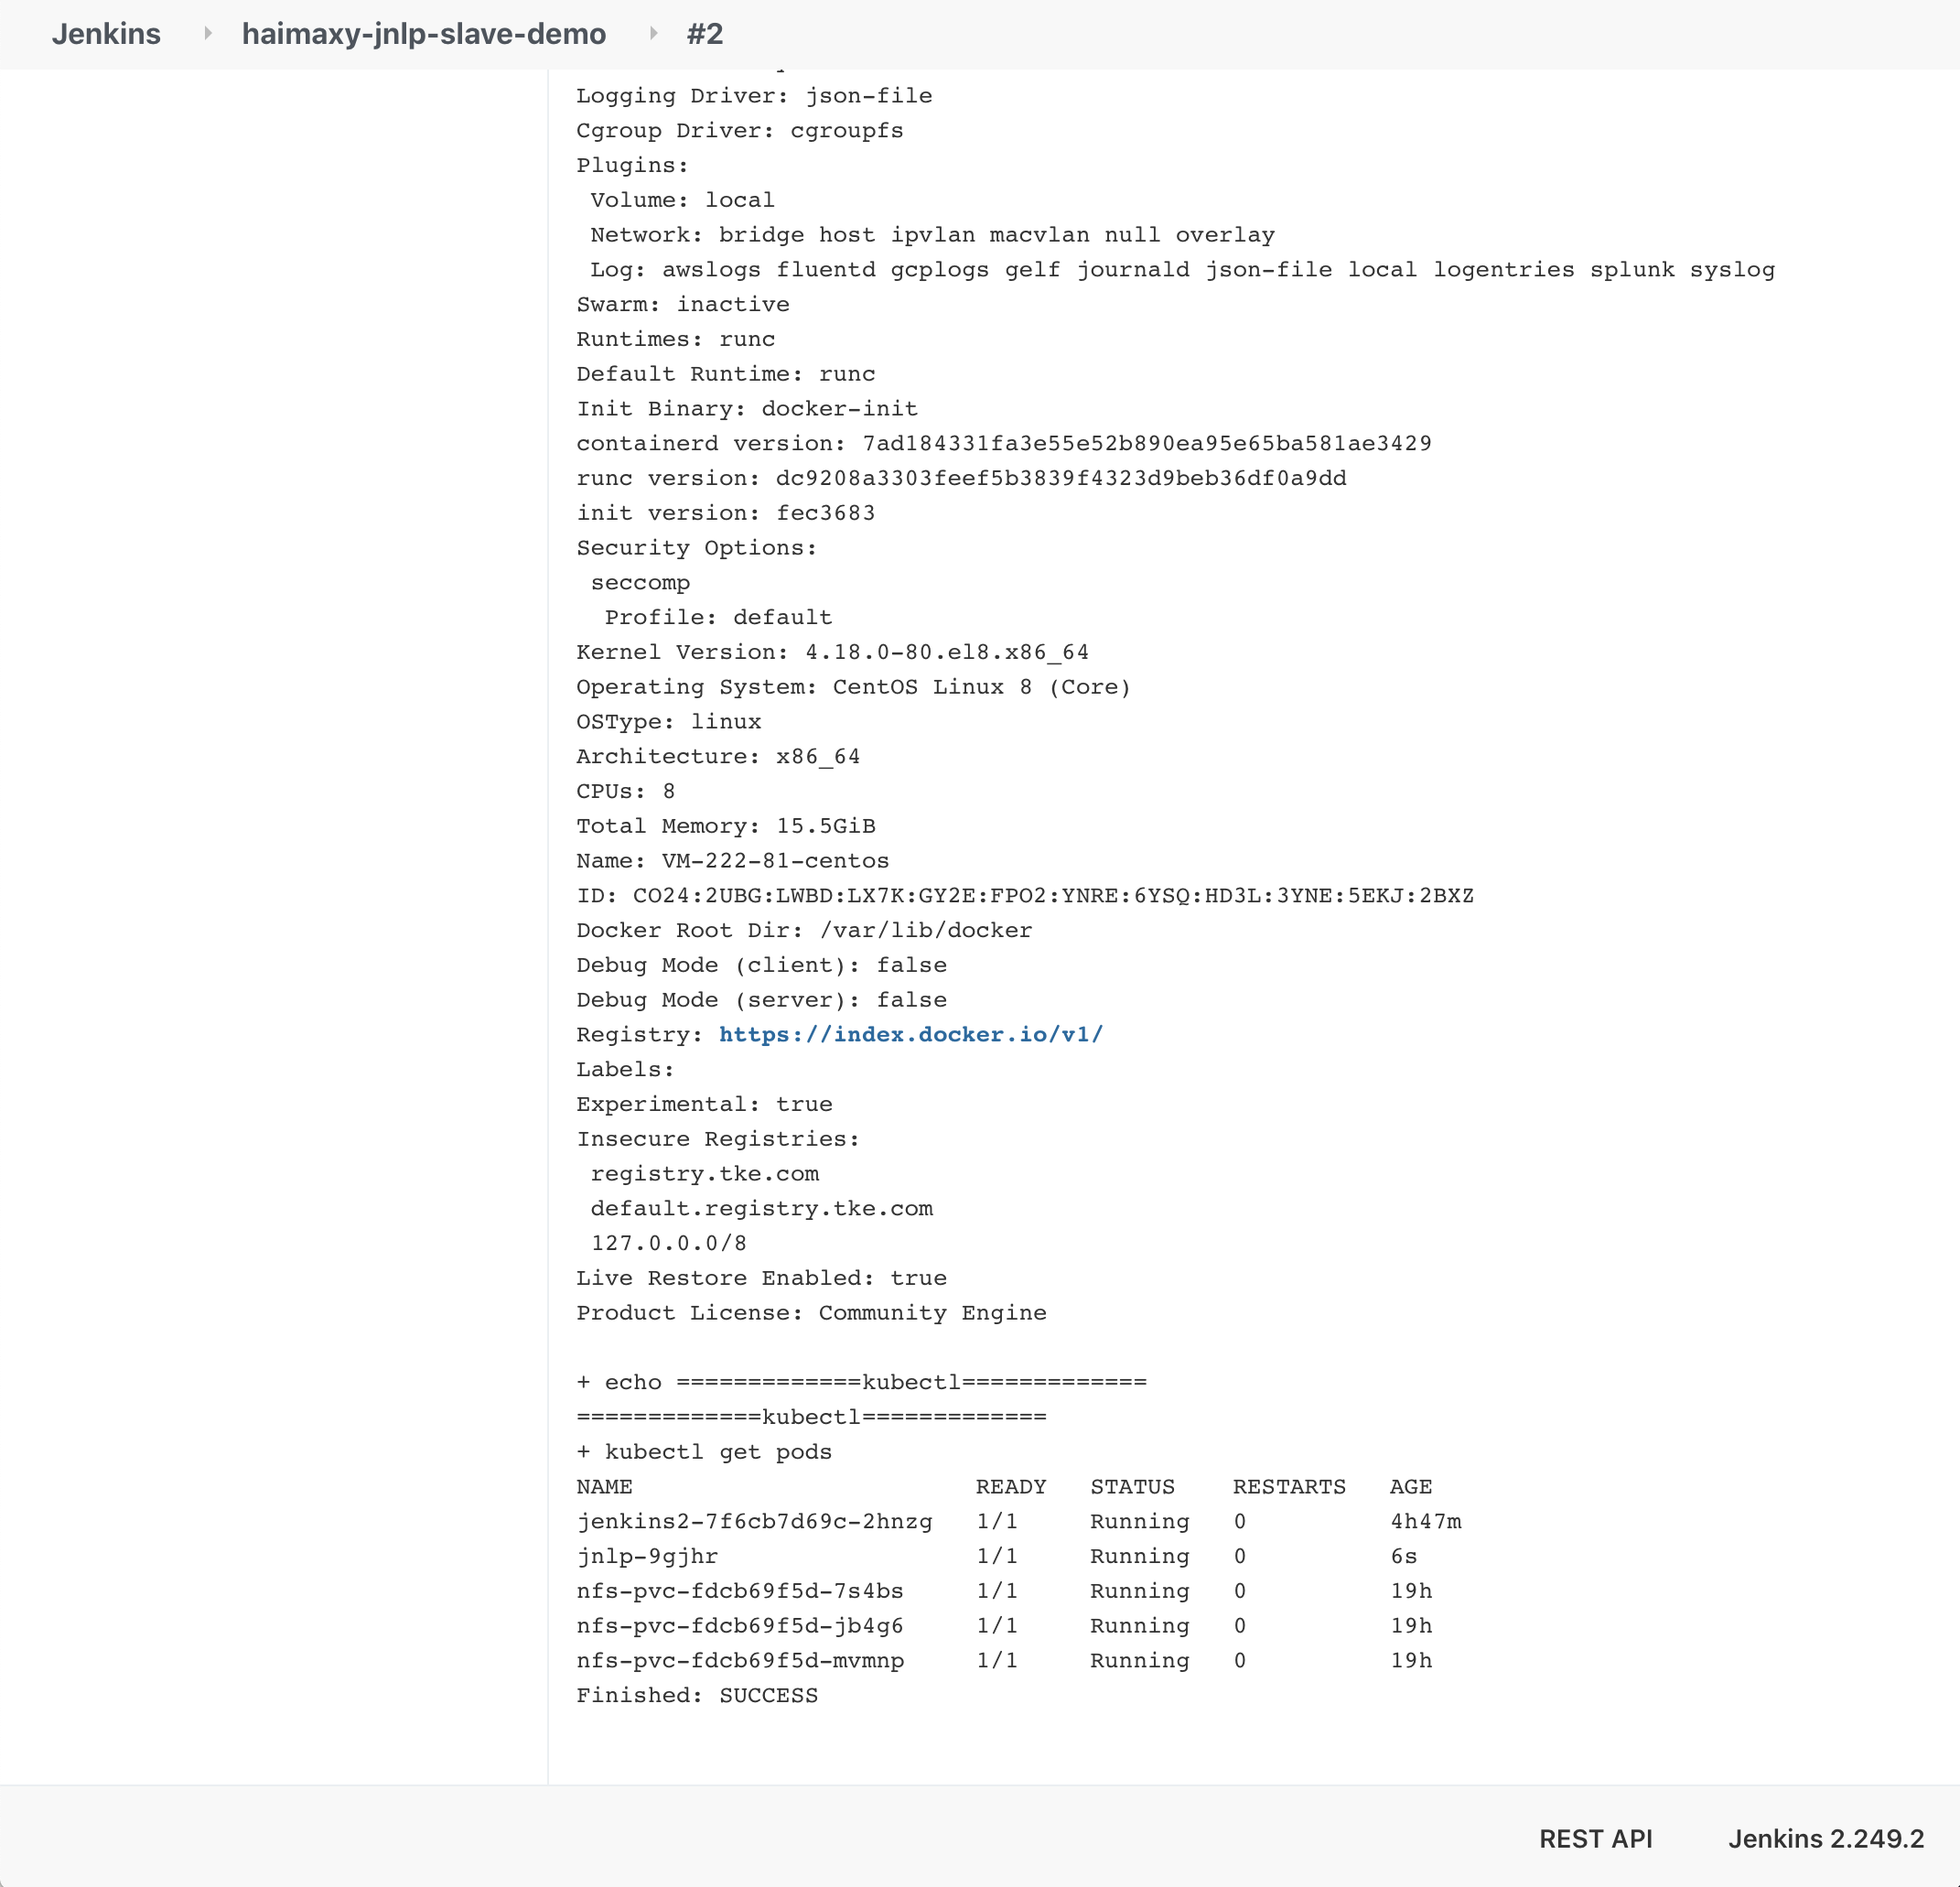 Jenkins haimaxy-jnlp-slave-demo #2
Logging Driver: json-file
Cgroup Driver: cgroupfs
Plugins:
 Volume: local
 Network: bridge host ipvlan macvlan null overlay
 Log: awslogs fluentd gcplogs gelf journald json-file local logentries splunk syslog
Swarm: inactive
Runtimes: runc
Default Runtime: runc
Init Binary: docker-init
containerd version: 7ad184331fa3e55e52b890ea95e65ba581ae3429
runc version: dc9208a3303feef5b3839f4323d9beb36df0a9dd
init version: fec3683
Security Options:
 seccomp
  Profile: default
Kernel Version: 4.18.0-80.el8.x86_64
Operating System: CentOS Linux 8 (Core)
OSType: linux
Architecture: x86_64
CPUs: 8
Total Memory: 15.5GiB
Name: VM-222-81-centos
ID: CO24:2UBG:LWBD:LX7K:GY2E:FPO2:YNRE:6YSQ:HD3L:3YNE:5EKJ:2BXZ
Docker Root Dir: /var/lib/docker
Debug Mode (client): false
Debug Mode (server): false
Registry: https://index.docker.io/v1/
Labels:
Experimental: true
Insecure Registries:
 registry.tke.com
 default.registry.tke.com
 127.0.0.0/8
Live Restore Enabled: true
Product License: Community Engine
+ echo =============kubectl=============
=============kubectl=============
+ kubectl get pods
NAME                        READY   STATUS    RESTARTS   AGE
jenkins2-7f6cb7d69c-2hnzg   1/1     Running   0          4h47m
jnlp-9gjhr                  1/1     Running   0          6s
nfs-pvc-fdcb69f5d-7s4bs     1/1     Running   0          19h
nfs-pvc-fdcb69f5d-jb4g6     1/1     Running   0          19h
nfs-pvc-fdcb69f5d-mvmnp     1/1     Running   0          19h
Finished: SUCCESS
REST API Jenkins 2.249.2